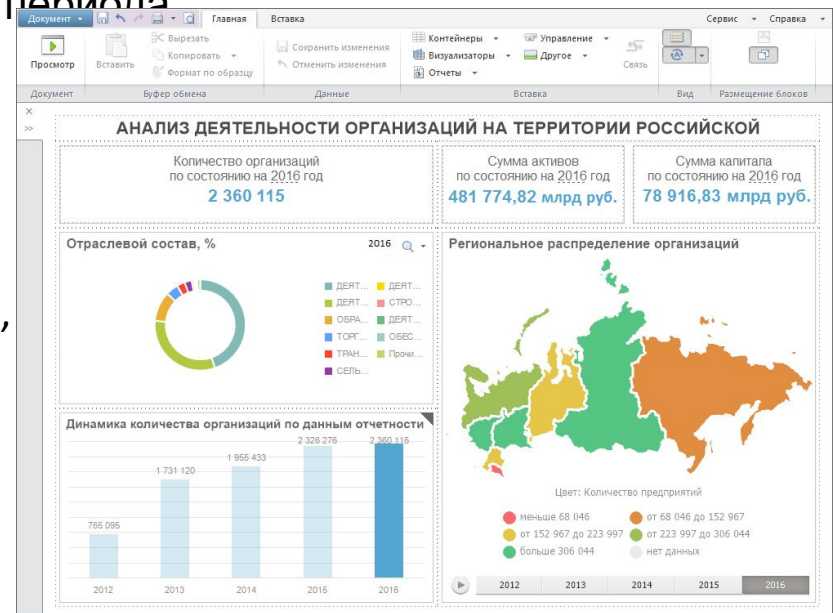 периода
Документ Главная Вставка Сервис Справка
Просмотр
Вставить
Вырезать
Копировать
Формат по образцу
Сохранить изменения
Отменить изменения
Контейнеры
Визуализаторы
Отчеты
Управление
Другое
Связь
Документ Буфер обмена Данные Вставка Вид Размещение блоков
АНАЛИЗ ДЕЯТЕЛЬНОСТИ ОРГАНИЗАЦИЙ НА ТЕРРИТОРИИ РОССИЙСКОЙ
Количество организаций
по состоянию на 2016 год
2 360 115
Сумма активов
по состоянию на 2016 год
481 774,82 млрд руб.
Сумма капитала
по состоянию на 2016 год
78 916,83 млрд руб.
,
Отраслевой состав, %
2016
ДЕЯТ... ДЕЯТ...
ДЕЯТ... СТРО...
ОБРА... ДЕЯТ...
ТОРГ... ОБЕС...
ТРАН... Прочи...
СЕЛЬ...
Региональное распределение организаций
Цвет: Количество предприятий
меньше 68 046 от 68 046 до 152 967
от 152 967 до 223 997 от 223 997 до 306 044
больше 306 044 нет данных
2012 2013 2014 2015 2016
Динамика количества организаций по данным отчетности
765 095 1 731 120 1 955 433 2 326 276 2 360 115
2012 2013 2014 2015 2016